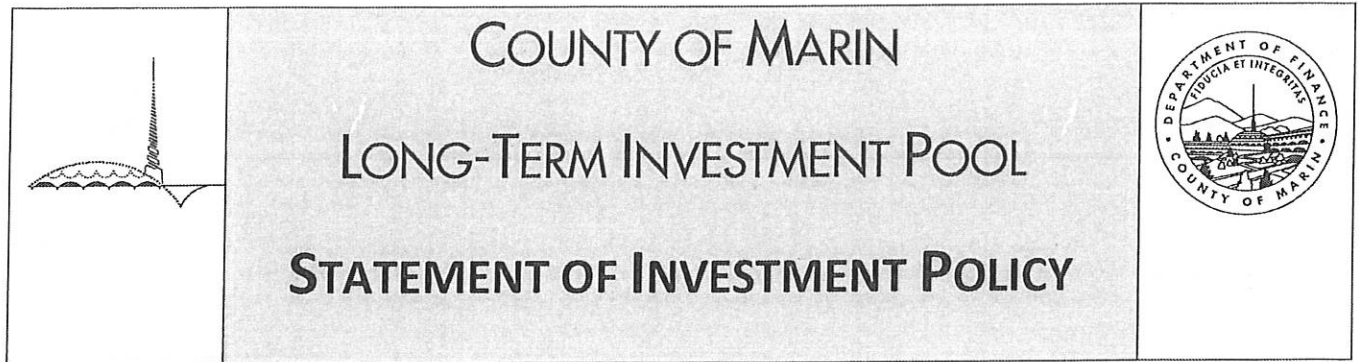 COUNTY OF MARIN
LONG-TERM INVESTMENT POOL
STATEMENT OF INVESTMENT POLICY
DEPARTMENT OF FINANCE
FIDUCIA ET INTEGRITAS
COUNTY OF MARIN